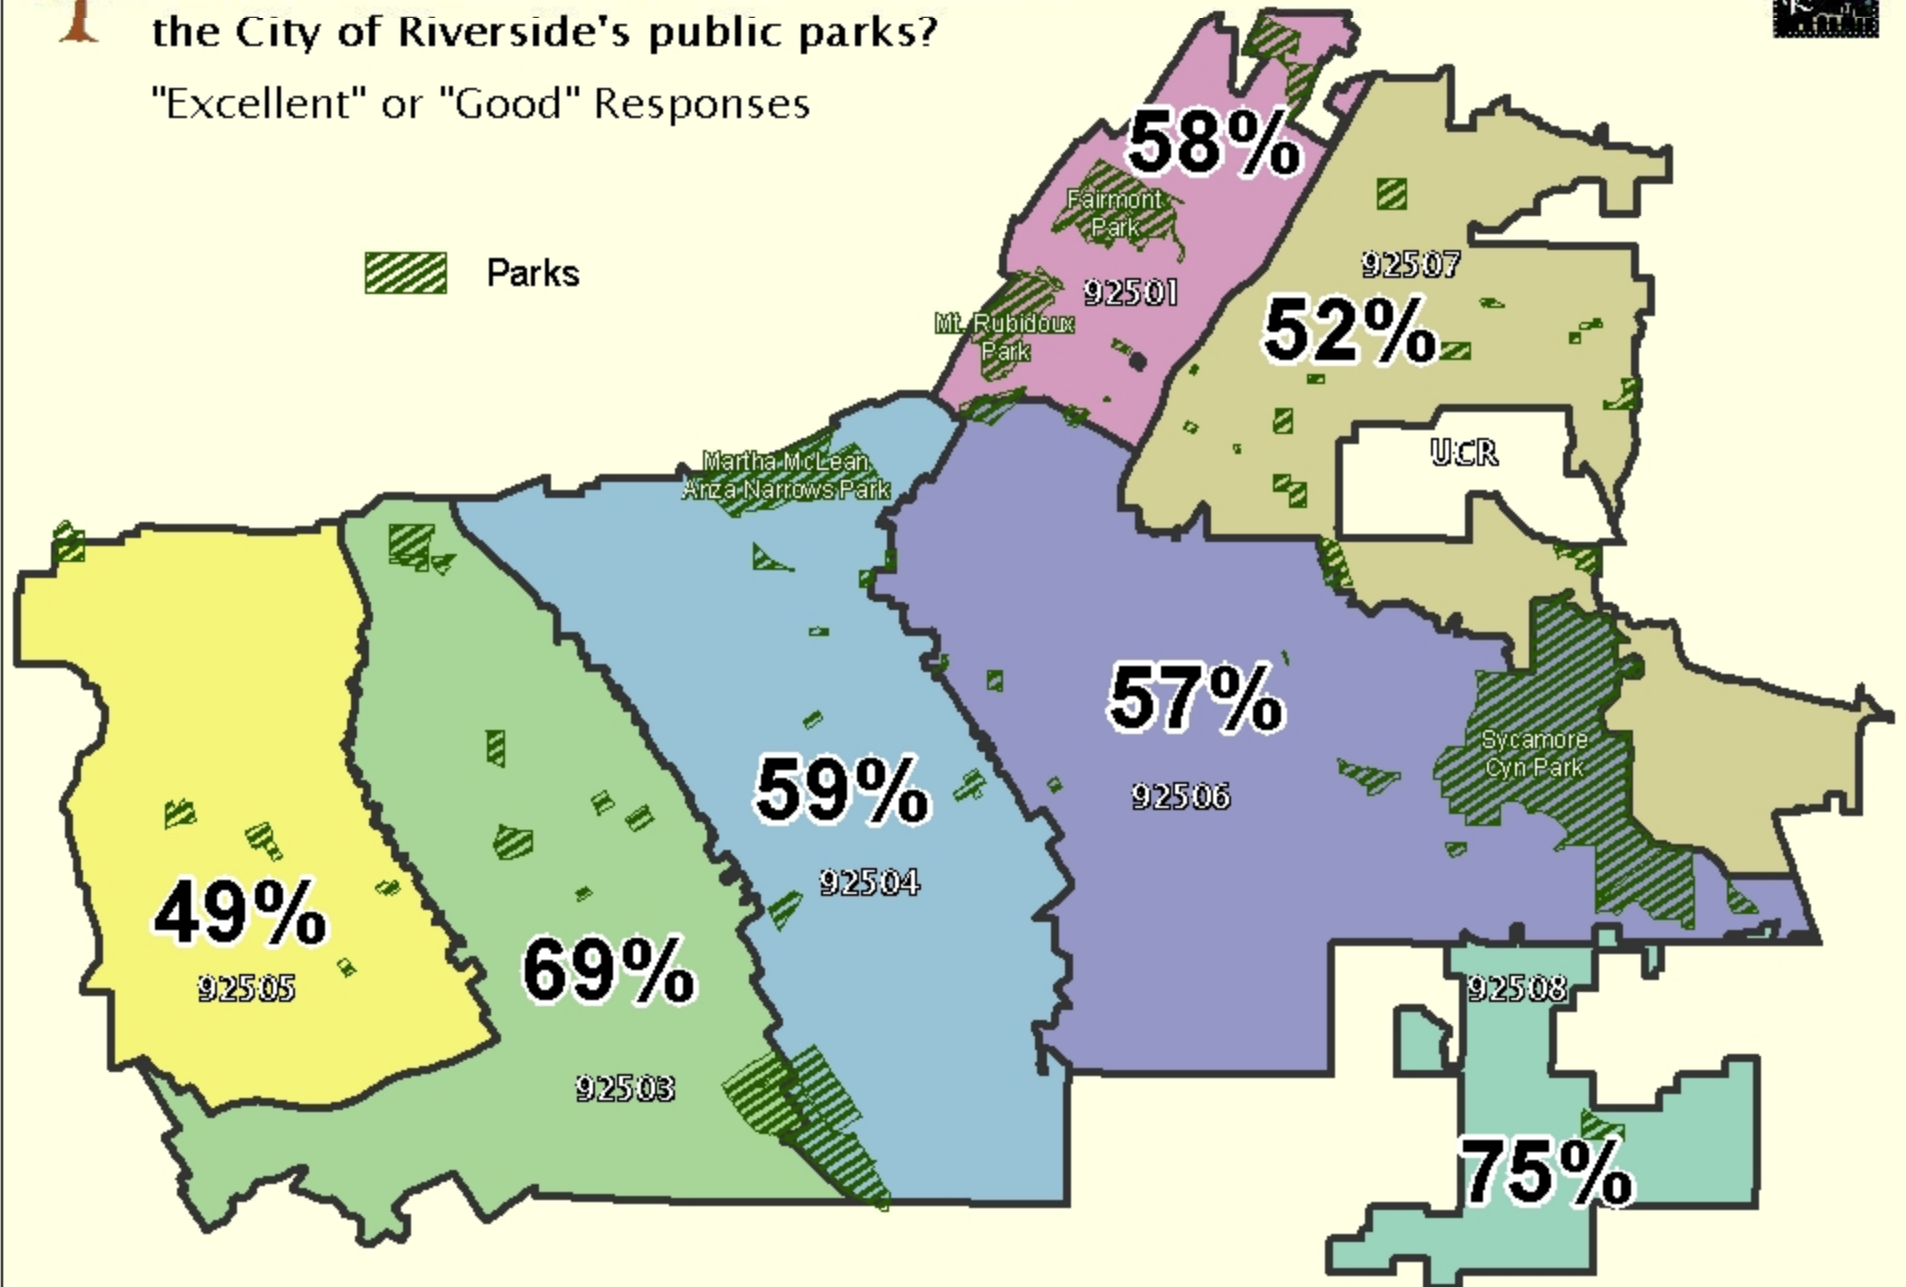 the City of Riverside's public parks?
"Excellent" or "Good" Responses
Parks
58%
Fairmont
Park
92501
Mt. Rubidoux
Park
92507
52%
UCR
Martha McLean
Anza Narrows Park
57%
92506
Sycamore
Cyn Park
59%
92504
49%
92505
69%
92503
92508
75%